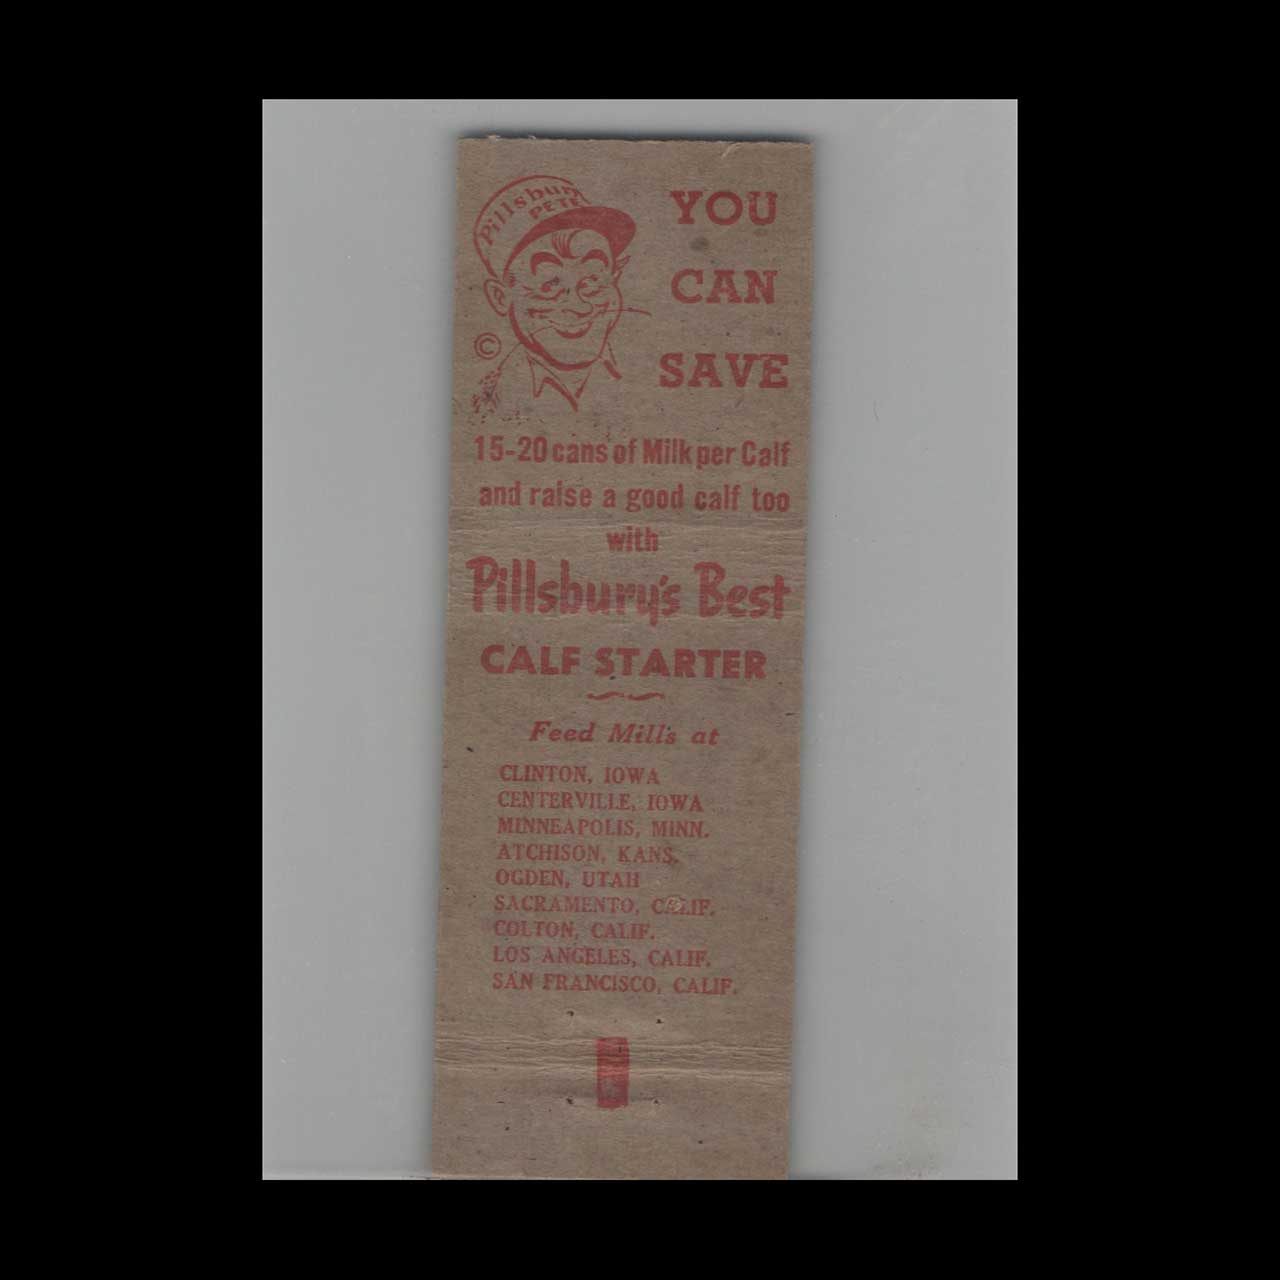 Pillsbury
PETE
©
YOU
CAN
SAVE
15-20 cans of Milk per Calf
and raise a good calf too
with
Pillsbury's Best
CALF STARTER
Feed Mills at
CLINTON, IOWA
CENTERVILLE, IOWA
MINNEAPOLIS, MINN.
ATCHISON, KANS.
OGDEN, UTAH
SACRAMENTO, CALIF.
COLTON, CALIF.
LOS ANGELES, CALIF.
SAN FRANCISCO, CALIF.